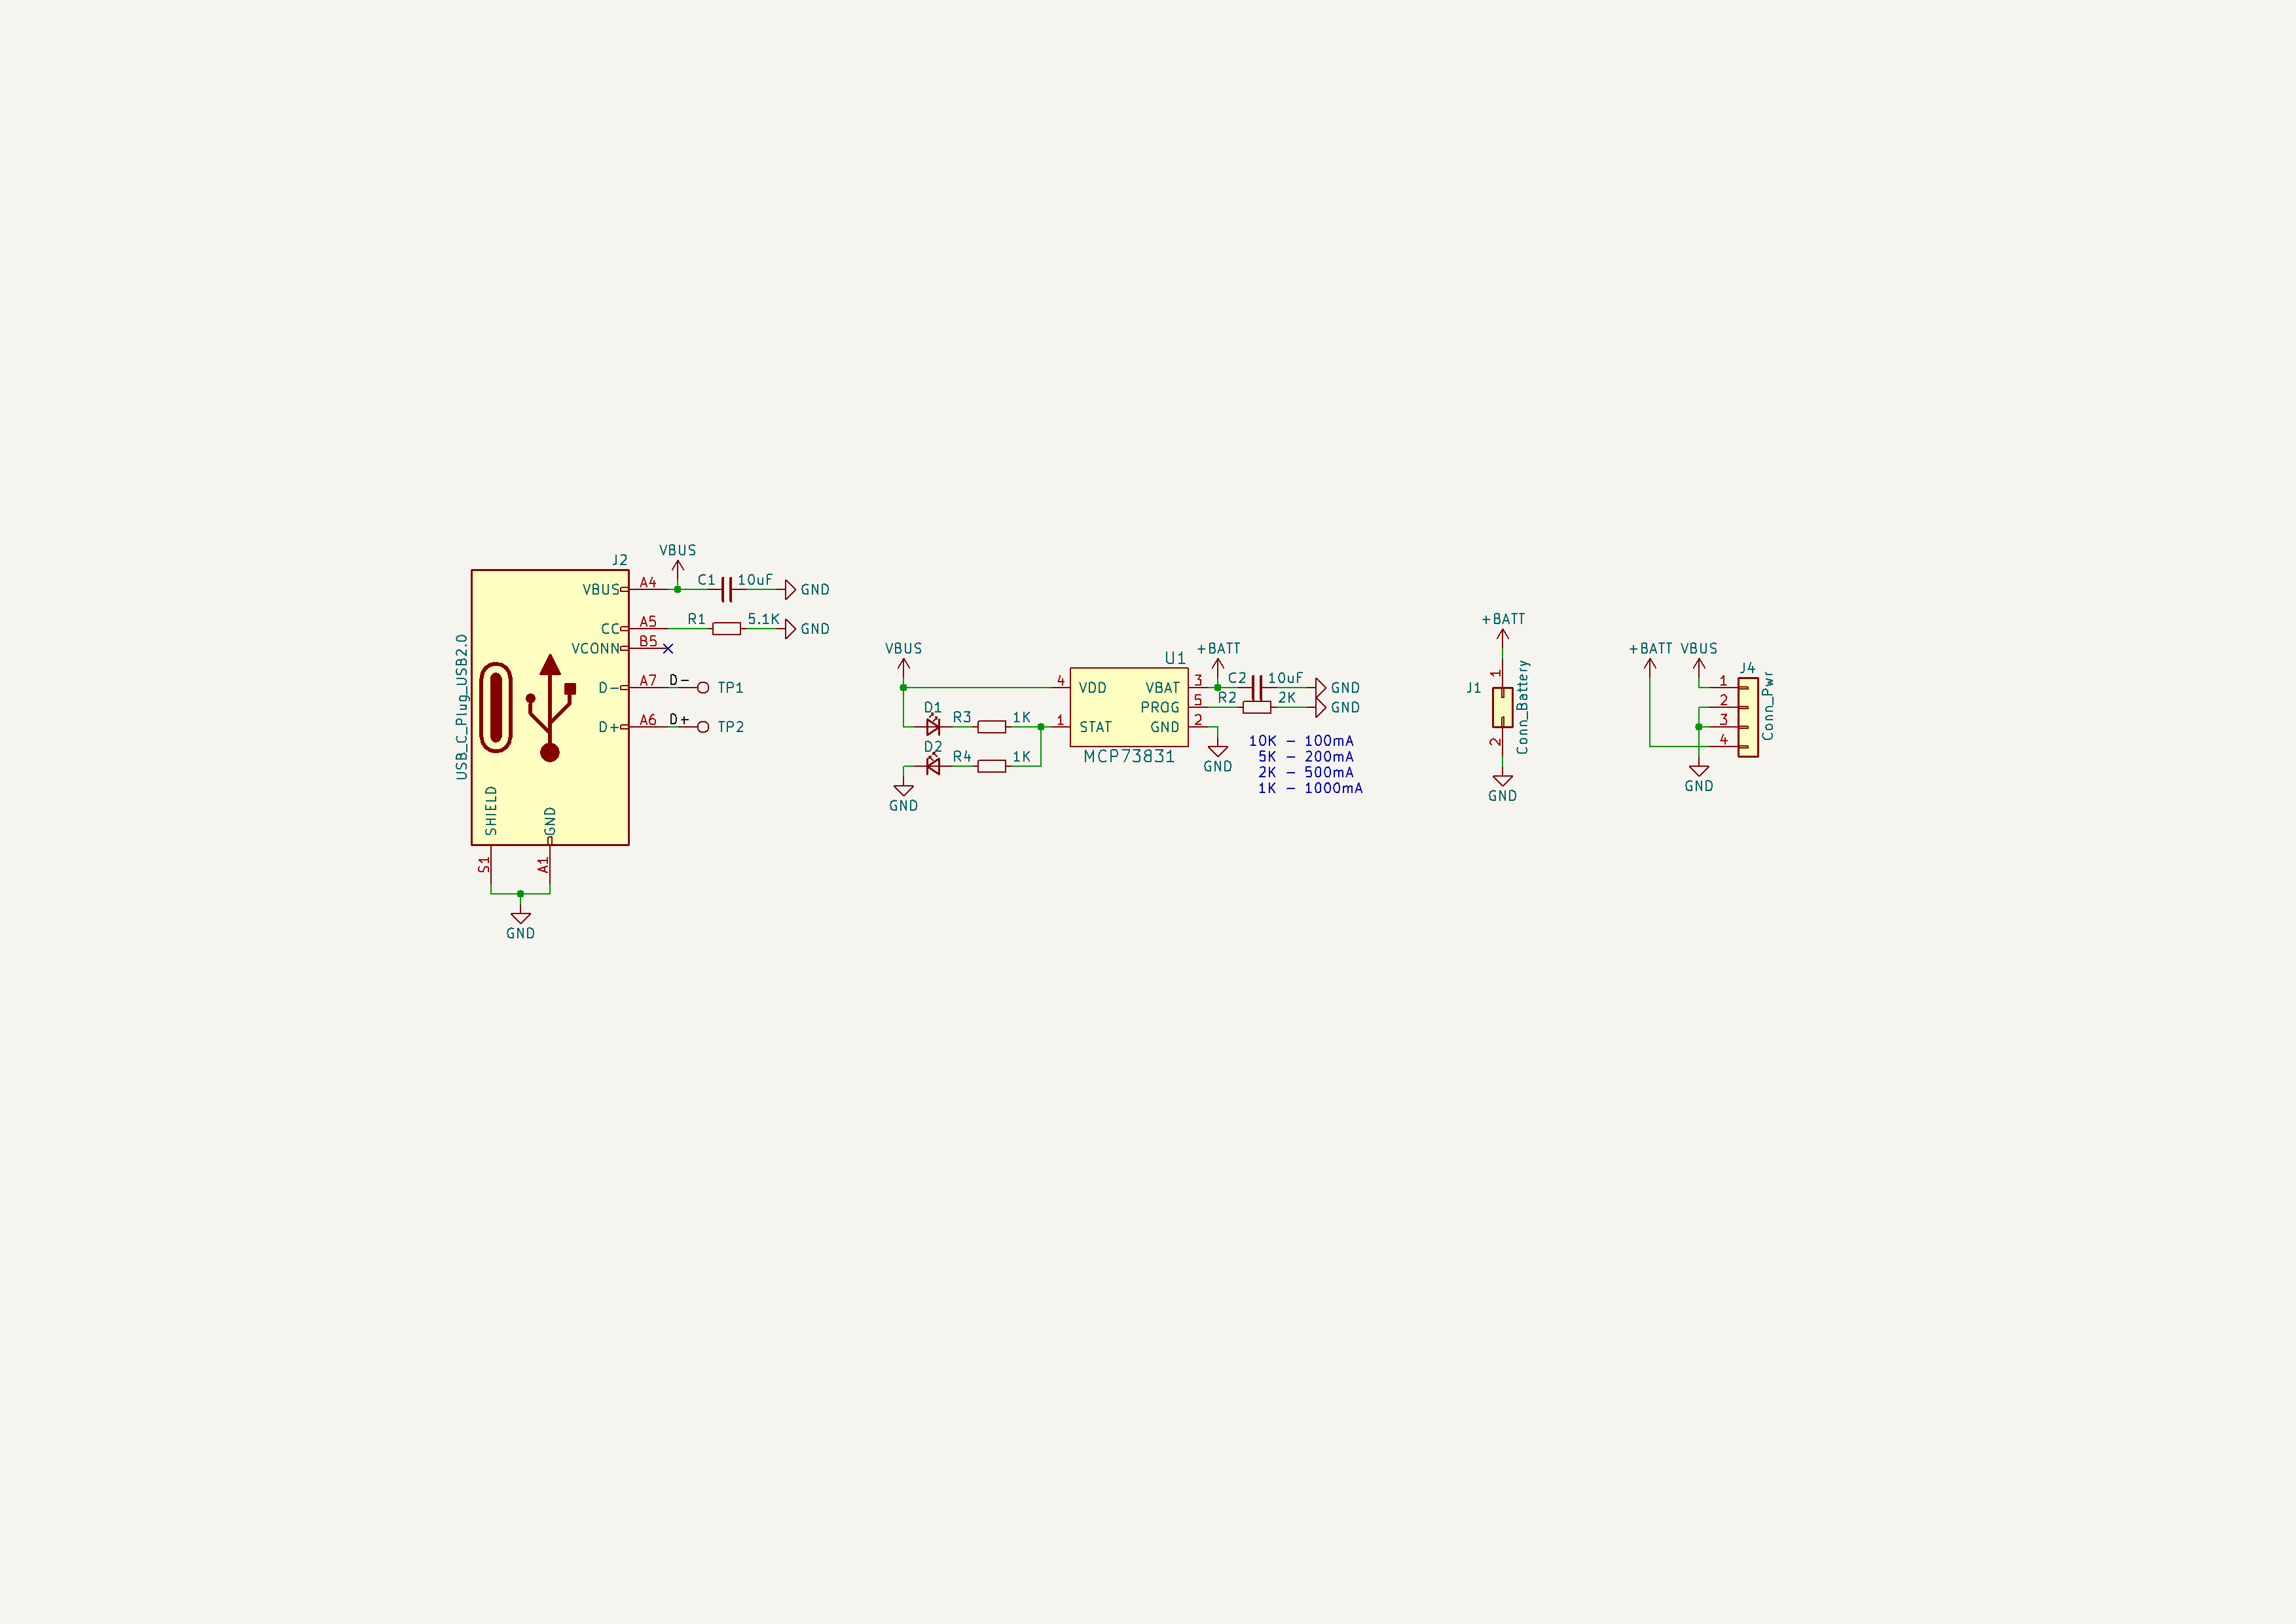 J2
USB_C_Plug_USB2.0
VBUS
A4
CC
A5
VCONN
B5
D-
A7
D-
TP1
D+
A6
D+
TP2
SHIELD
GND
S1
A1
GND
VBUS
C1 10uF
GND
R1 5.1K
GND
VBUS
D1
R3 1K
D2
R4 1K
GND
U1
MCP73831
4 VDD
1 STAT
VBAT 3
PROG 5
GND 2
+BATT
C2 10uF
GND
R2 2K
GND
GND
10K - 100mA
5K - 200mA
2K - 500mA
1K - 1000mA
+BATT
J1
1
2
Conn_Battery
GND
+BATT VBUS
J4
1
2
3
4
Conn_Pwr
GND